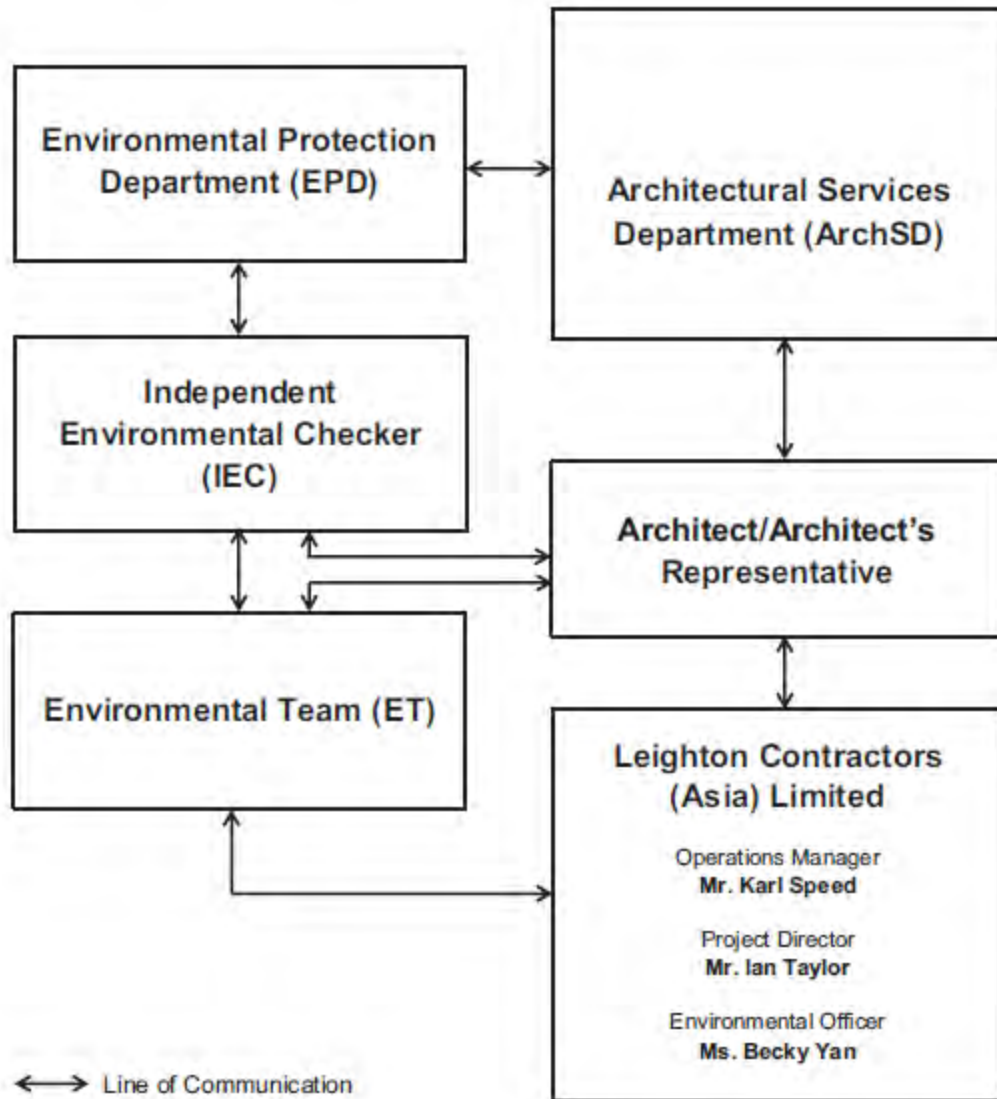 Environmental Protection
Department (EPD)
Architectural Services
Department (ArchSD)
Independent
Environmental Checker
(IEC)
Architect/Architect's
Representative
Environmental Team (ET)
Leighton Contractors
(Asia) Limited
Operations Manager
Mr. Karl Speed
Project Director
Mr. Ian Taylor
Environmental Officer
Ms. Becky Yan
Line of Communication